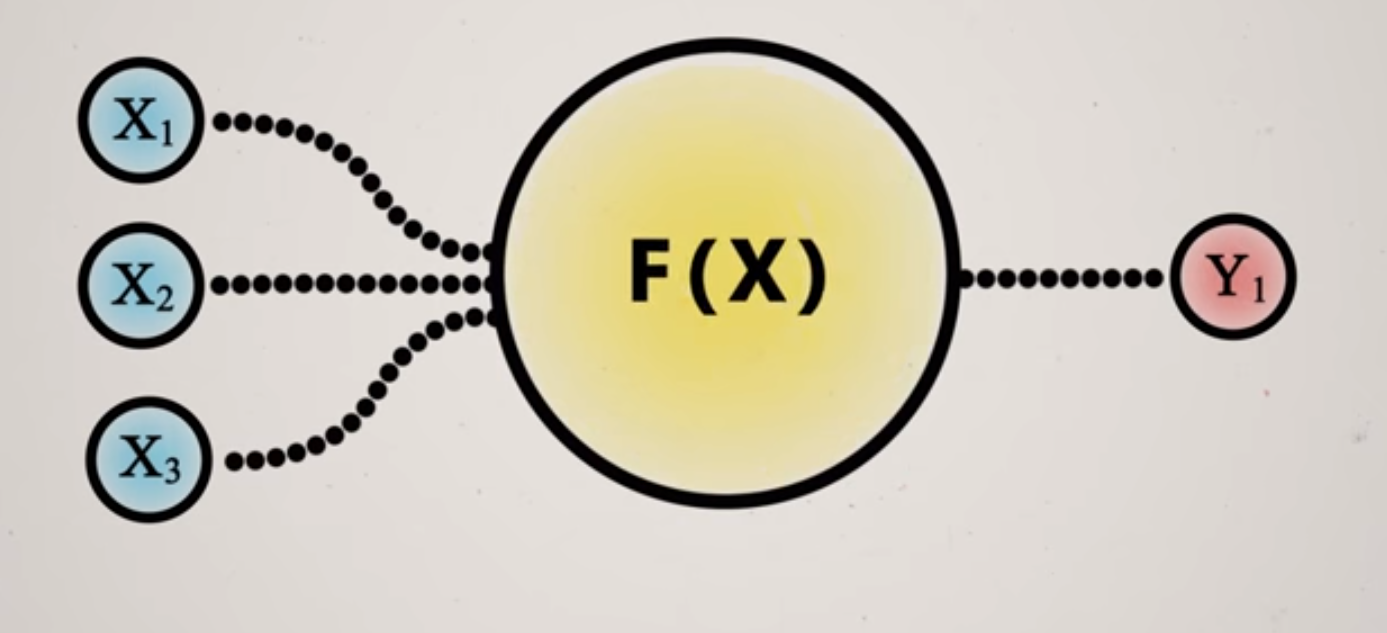 X₁
X₂
F(X)
Y₁
X₃